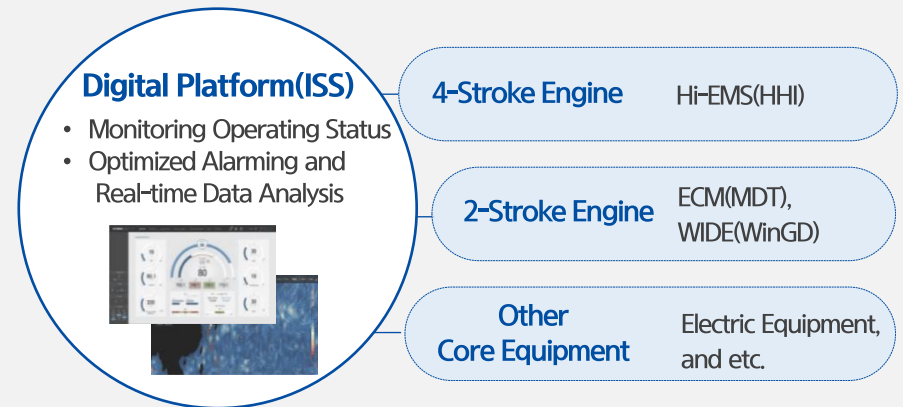 Digital Platform(ISS)
• Monitoring Operating Status
• Optimized Alarming and
Real-time Data Analysis
80
4-Stroke Engine
Hi-EMS(HHI)
2-Stroke Engine
ECM(MDT),
WIDE(WinGD)
Other
Core Equipment
Electric Equipment,
and etc.